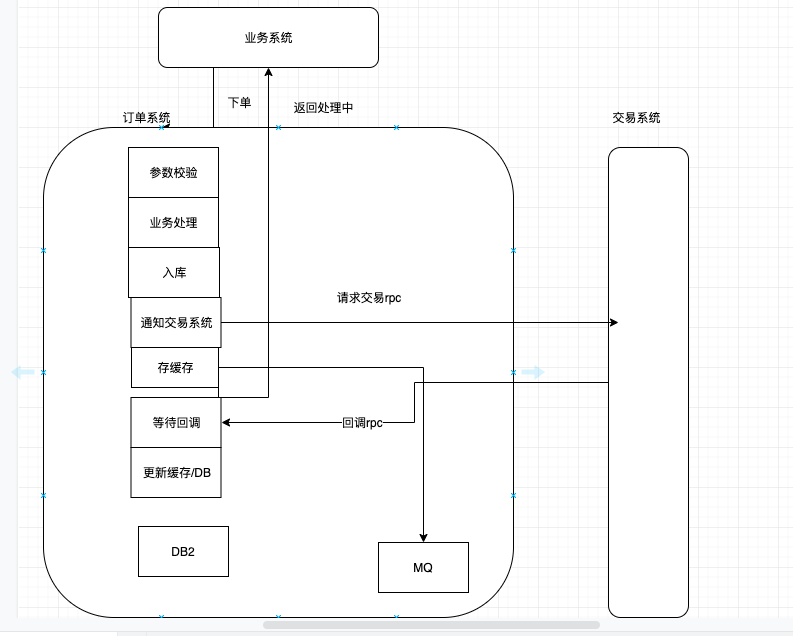 业务系统
下单
返回处理中
订单系统
交易系统
参数校验
业务处理
入库
请求交易rpc
通知交易系统
存缓存
等待回调
回调rpc
更新缓存/DB
DB2
MQ